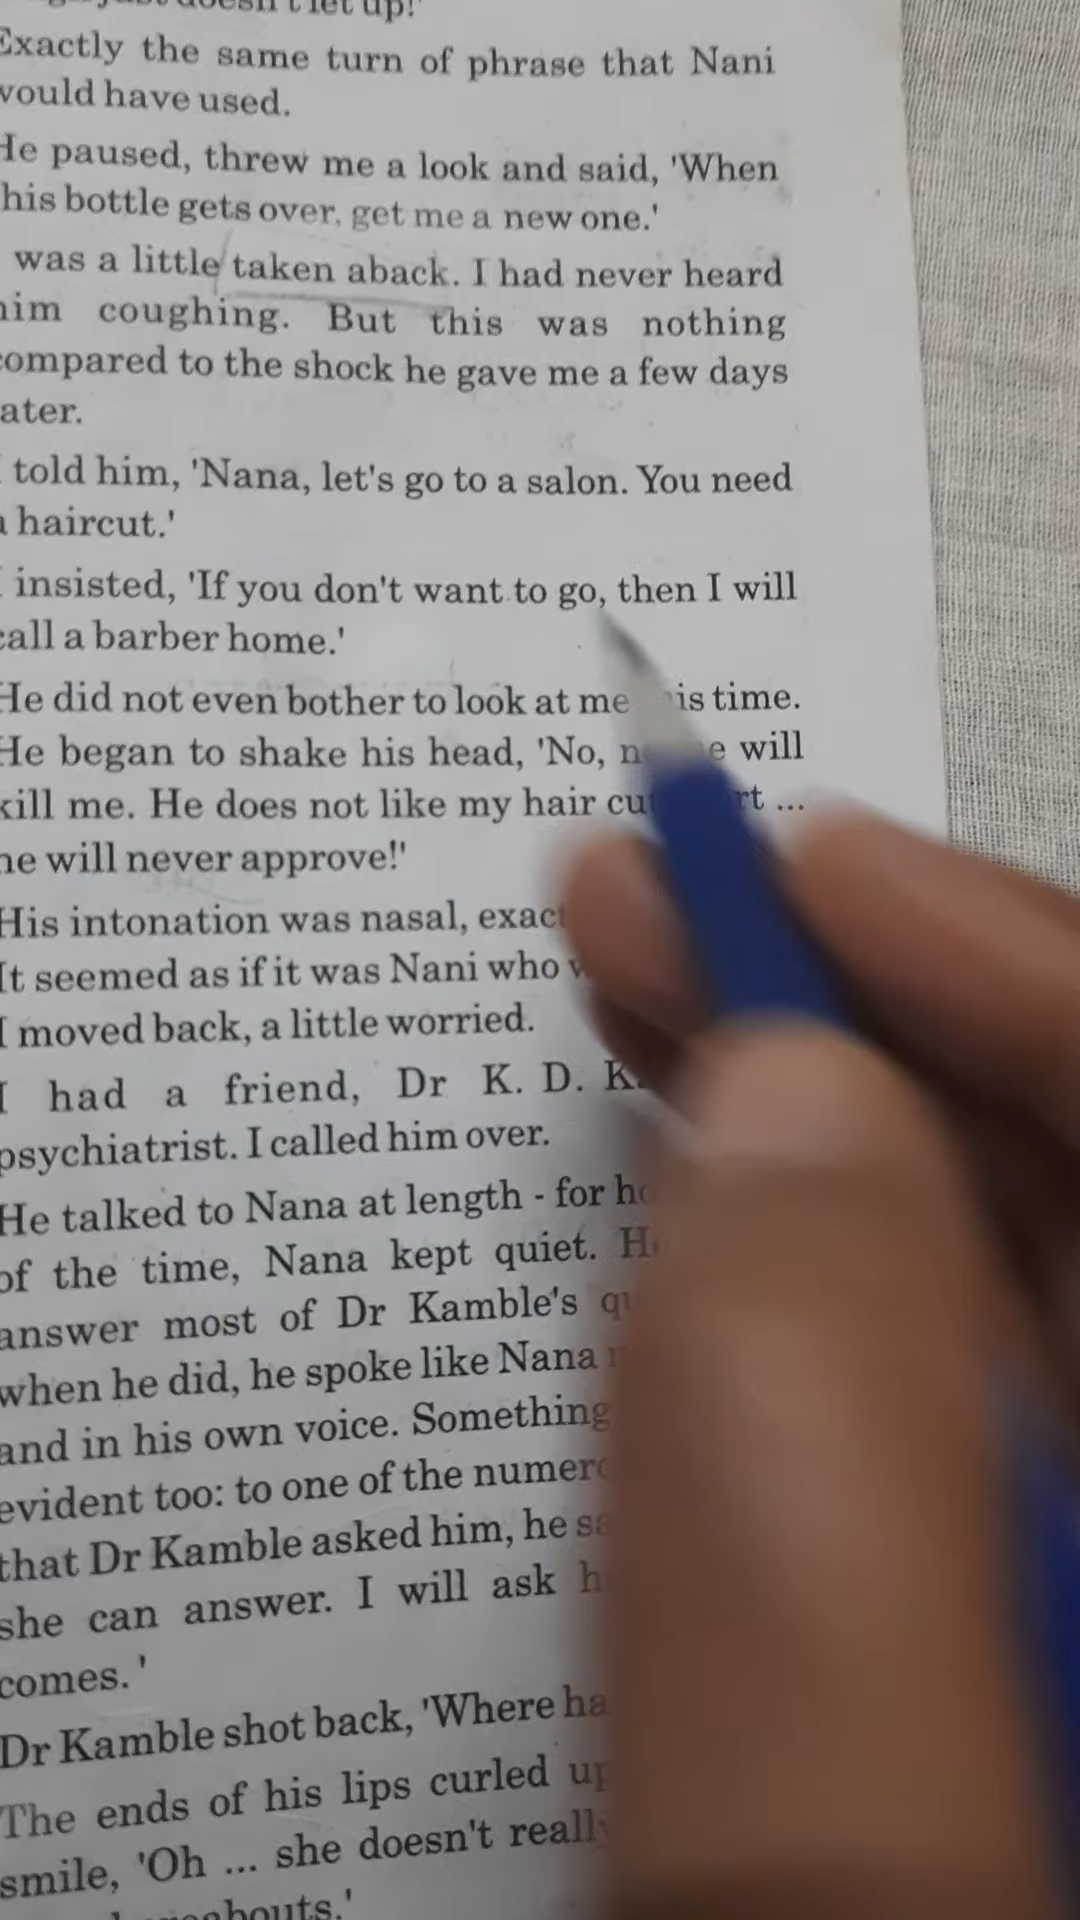 doesn't let up!'
Exactly the same turn of phrase that Nani
would have used.
He paused, threw me a look and said, 'When
his bottle gets over, get me a new one.'
was a little taken aback. I had never heard
him coughing. But this was nothing
compared to the shock he gave me a few days
later.
told him, 'Nana, let's go to a salon. You need
a haircut.'
insisted, 'If you don't want to go, then I will
call a barber home.'
He did not even bother to look at me is time.
He began to shake his head, 'No, will
kill me. He does not like my hair ...
he will never approve!'
His intonation was nasal,
It seemed as if it was Nani who
I moved back, a little worried.
I had a friend, Dr K. D.
psychiatrist. I called him over.
He talked to Nana at length - for
of the time, Nana kept quiet.
answer most of Dr Kamble's
when he did, he spoke like Nana
and in his own voice. Something
evident too: to one of the
that Dr Kamble asked him, he
she can answer. I will ask
comes.'
Dr Kamble shot back, 'Where
The ends of his lips curled
smile, 'Oh ... she doesn't